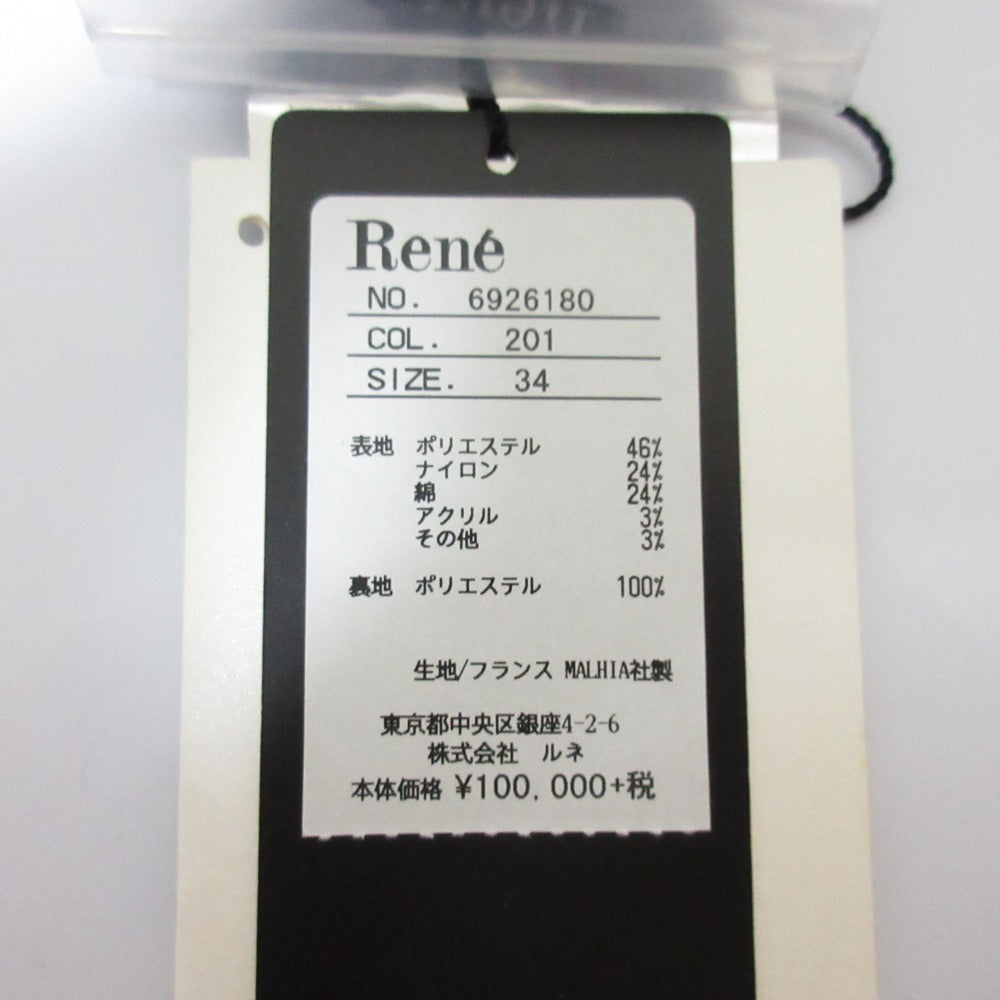 René
NO. 6926180
COL. 201
SIZE. 34
表地 ポリエステル 46%
ナイロン 24%
綿 24%
アクリル 3%
その他 3%
裏地 ポリエステル 100%
生地/フランス MALHIA社製
東京都中央区銀座4-2-6
株式会社 ルネ
本体価格 ¥100,000+税